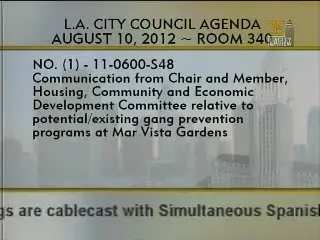 L.A. CITY COUNCIL AGENDA
AUGUST 10, 2012 ~ ROOM 340
NO. (1) - 11-0600-S48
Communication from Chair and Member,
Housing, Community and Economic
Development Committee relative to
potential/existing gang prevention
programs at Mar Vista Gardens
gs are cablecast with Simultaneous Spanis